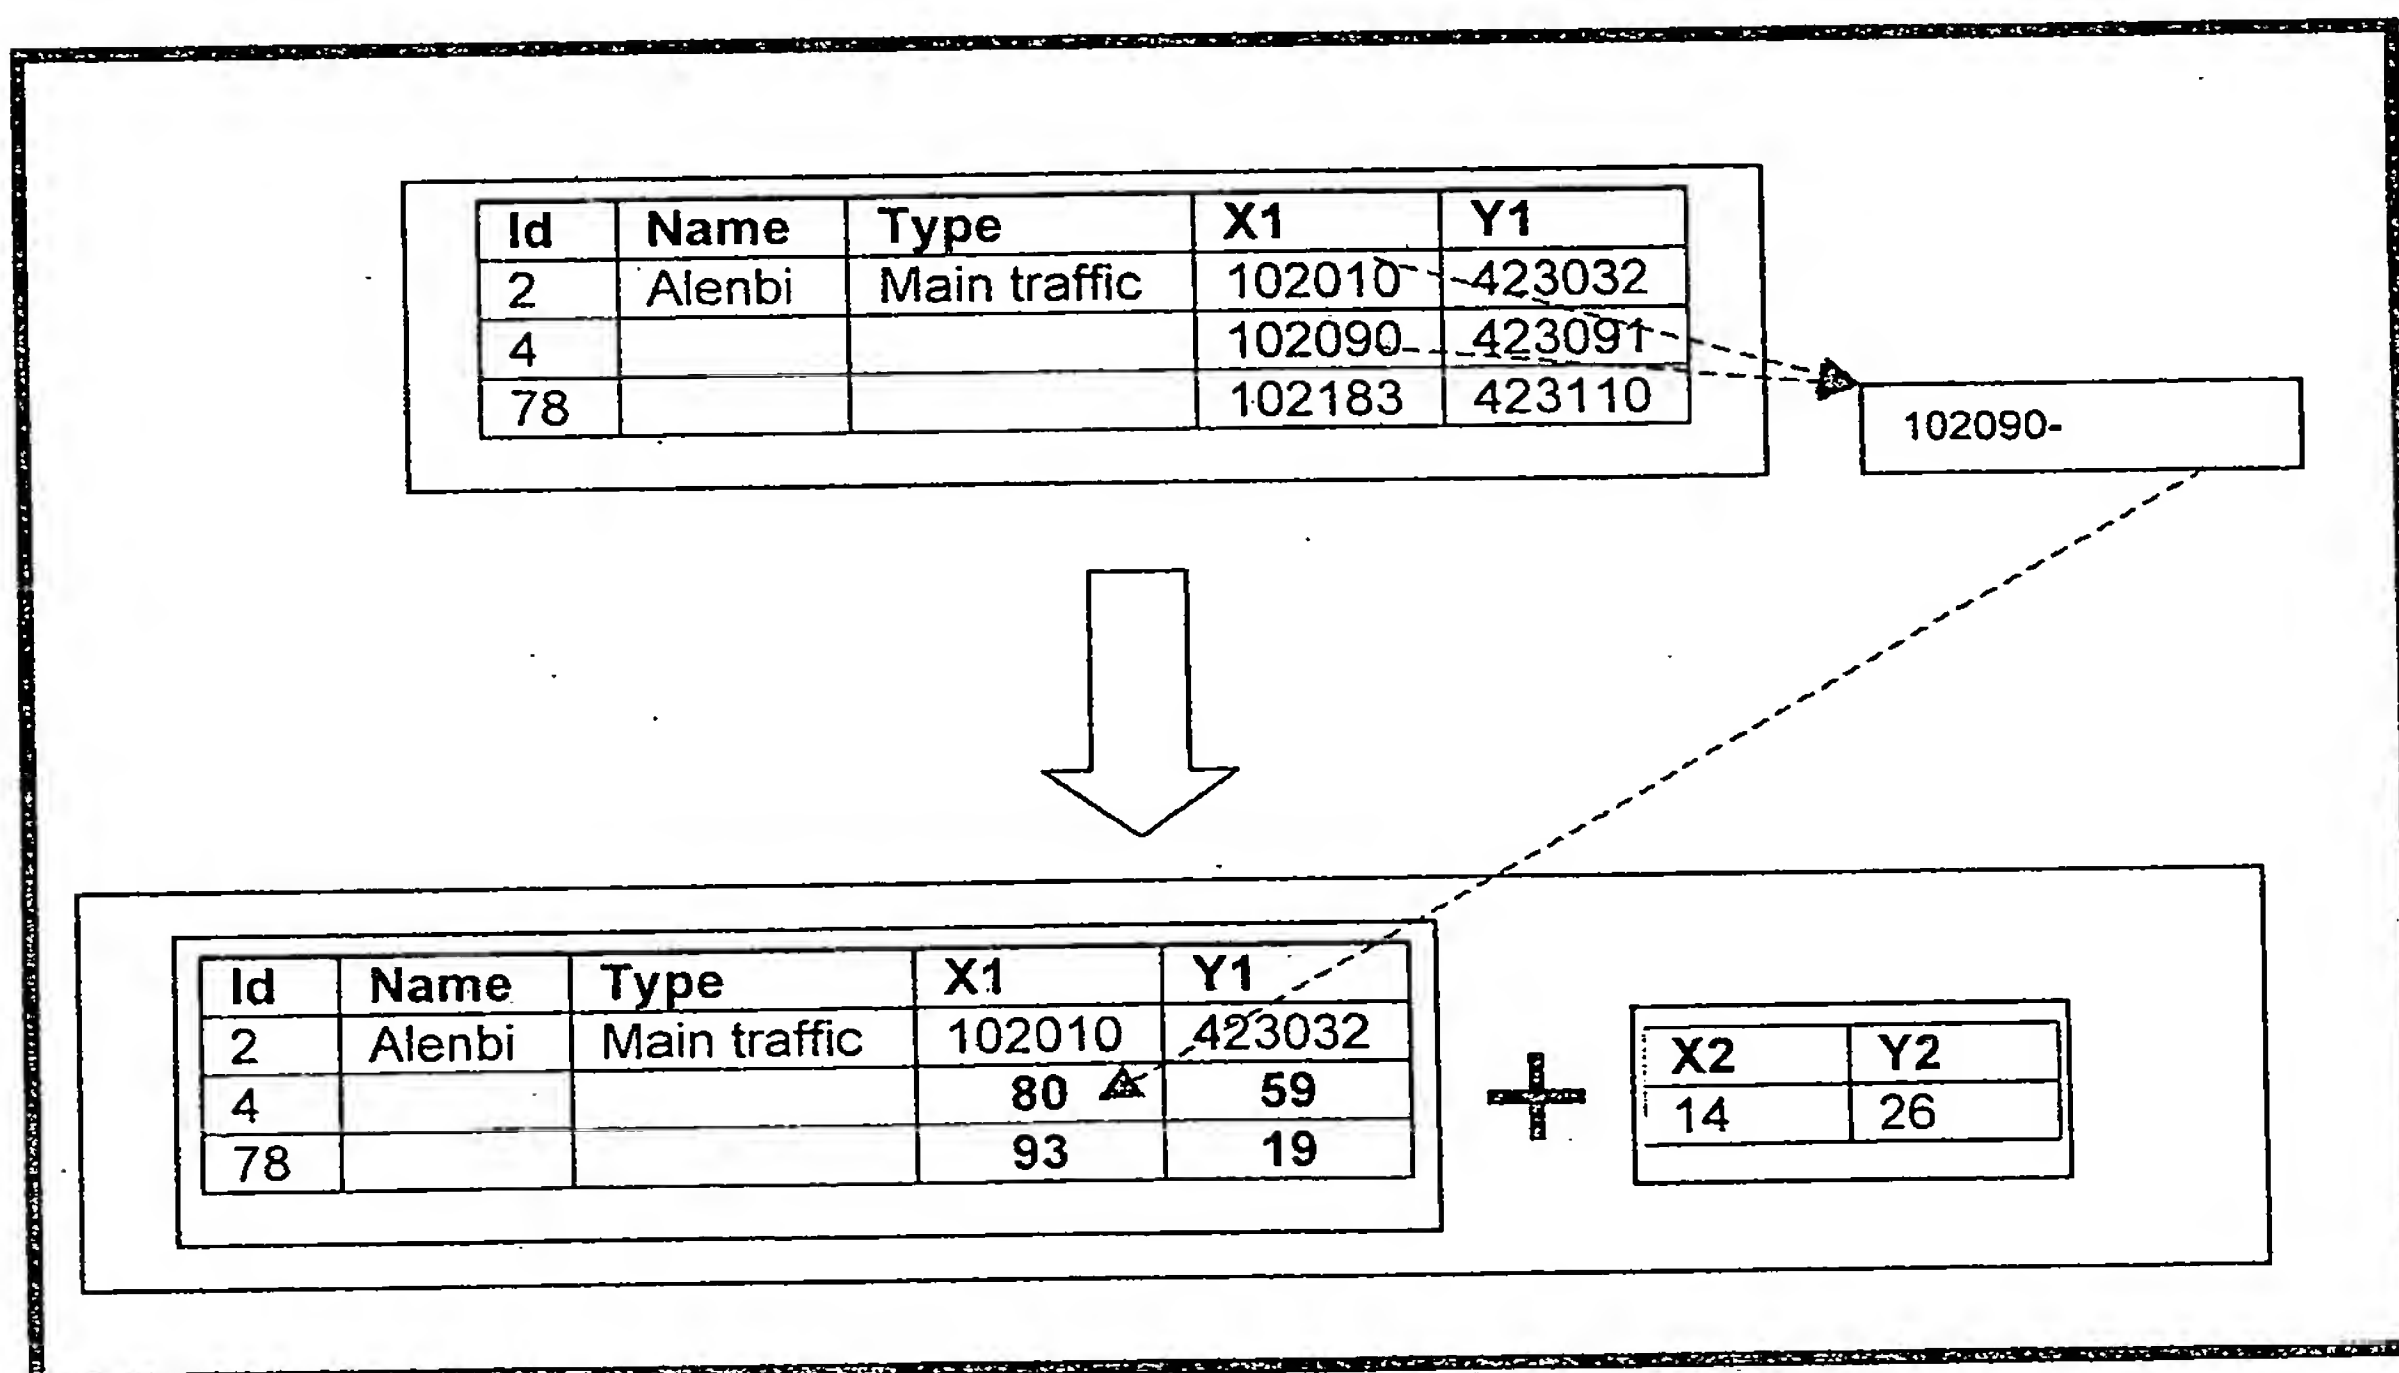 Id Name Type X1 Y1
2 Alenbi Main traffic 102010 423032
4 102090 423091
78 102183 423110
102090-
Id Name Type X1 Y1
2 Alenbi Main traffic 102010 423032
4 80 59
78 93 19
X2 Y2
14 26